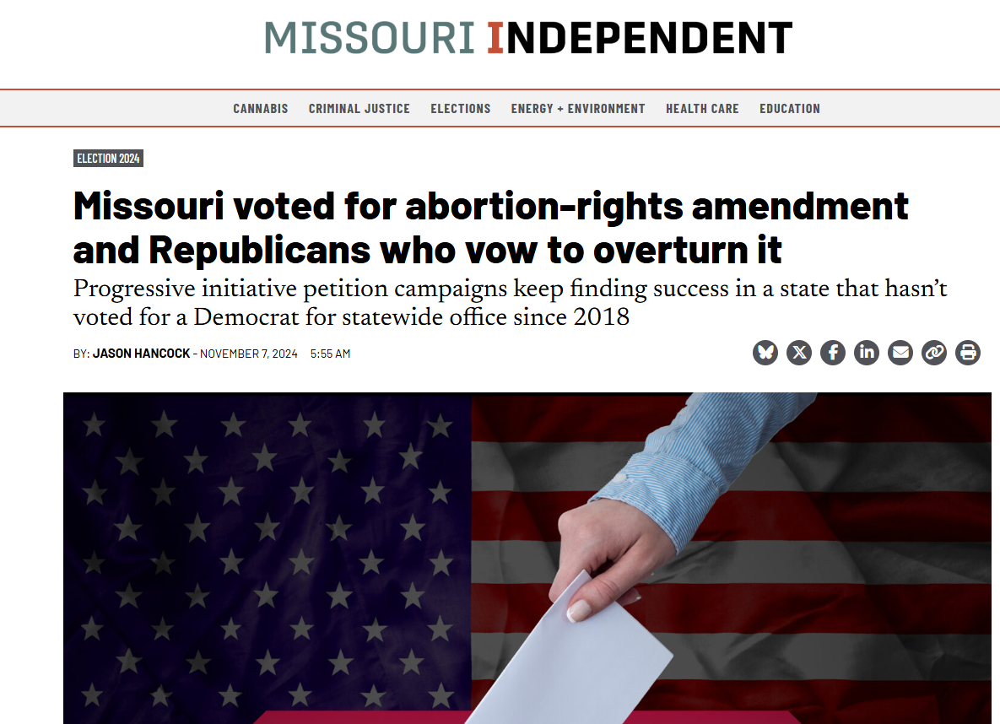 MISSOURI INDEPENDENT
CANNABIS CRIMINAL JUSTICE ELECTIONS ENERGY + ENVIRONMENT HEALTH CARE EDUCATION
ELECTION 2024
Missouri voted for abortion-rights amendment
and Republicans who vow to overturn it
Progressive initiative petition campaigns keep finding success in a state that hasn’t
voted for a Democrat for statewide office since 2018
BY: JASON HANCOCK - NOVEMBER 7, 2024 5:55 AM